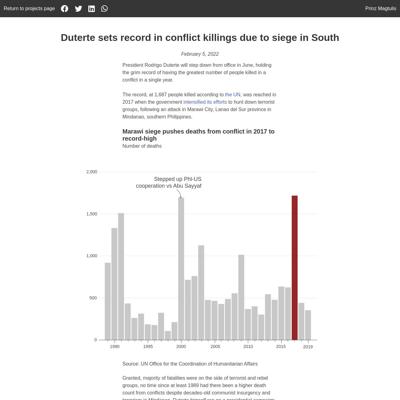 Return to projects page
Prinz Magtulis
Duterte sets record in conflict killings due to siege in South
February 5, 2022
President Rodrigo Duterte will step down from office in June, holding
the grim record of having the greatest number of people killed in a
conflict in a single year.
The record, at 1,687 people killed according to the UN, was reached in
2017 when the government intensified its efforts to hunt down terrorist
groups, following an attack in Marawi City, Lanao del Sur province in
Mindanao, southern Philippines.
Marawi siege pushes deaths from conflict in 2017 to
record-high
Number of deaths
2,000
Stepped up Phl-US
cooperation vs Abu Sayyaf
1,500
1,000
500
0
1990
1995
2000
2005
2010
2015
2019
Source: UN Office for the Coordination of Humanitarian Affairs
Granted, majority of fatalities were on the side of terrorist and rebel
groups, no time since at least 1989 had there been a higher death
count from conflicts despite decades-old communist insurgency and